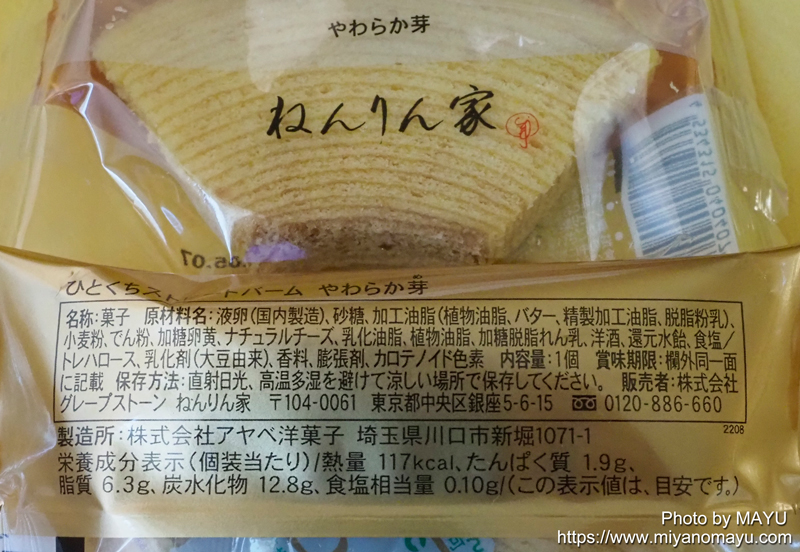 やわらか芽
ねんりん家
.05.07
ひとくちストレートバーム やわらか芽
名称：菓子 原材料名：液卵（国内製造）、砂糖、加工油脂（植物油脂、バター、精製加工油脂、脱脂粉乳）、
小麦粉、でん粉、加糖卵黄、ナチュラルチーズ、乳化油脂、植物油脂、加糖脱脂れん乳、洋酒、還元水飴、食塩／
トレハロース、乳化剤（大豆由来）、香料、膨張剤、カロテノイド色素 内容量：1個 賞味期限：欄外同一面
に記載 保存方法：直射日光、高温多湿を避けて涼しい場所で保存してください。 販売者：株式会社
グレープストーン ねんりん家 〒104-0061 東京都中央区銀座5-6-15 0120-886-660
2208
製造所：株式会社アヤベ洋菓子 埼玉県川口市新堀1071-1
栄養成分表示（個装当たり）/熱量 117kcal、たんぱく質 1.9g、
脂質 6.3g、炭水化物 12.8g、食塩相当量 0.10g/（この表示値は、目安です。）
Photo by MAYU
https://www.miyanomayu.com/